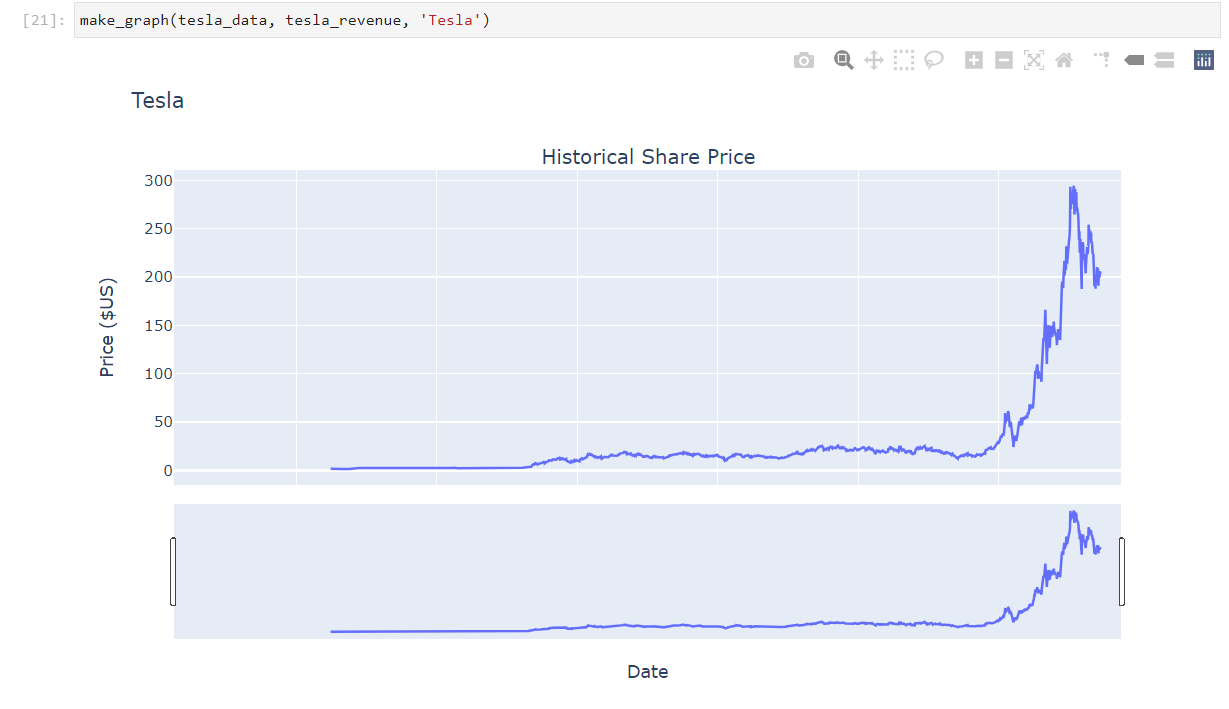 [21]: make_graph(tesla_data, tesla_revenue, 'Tesla')
Tesla
Historical Share Price
300
250
200
150
100
50
0
Price ($US)
Date